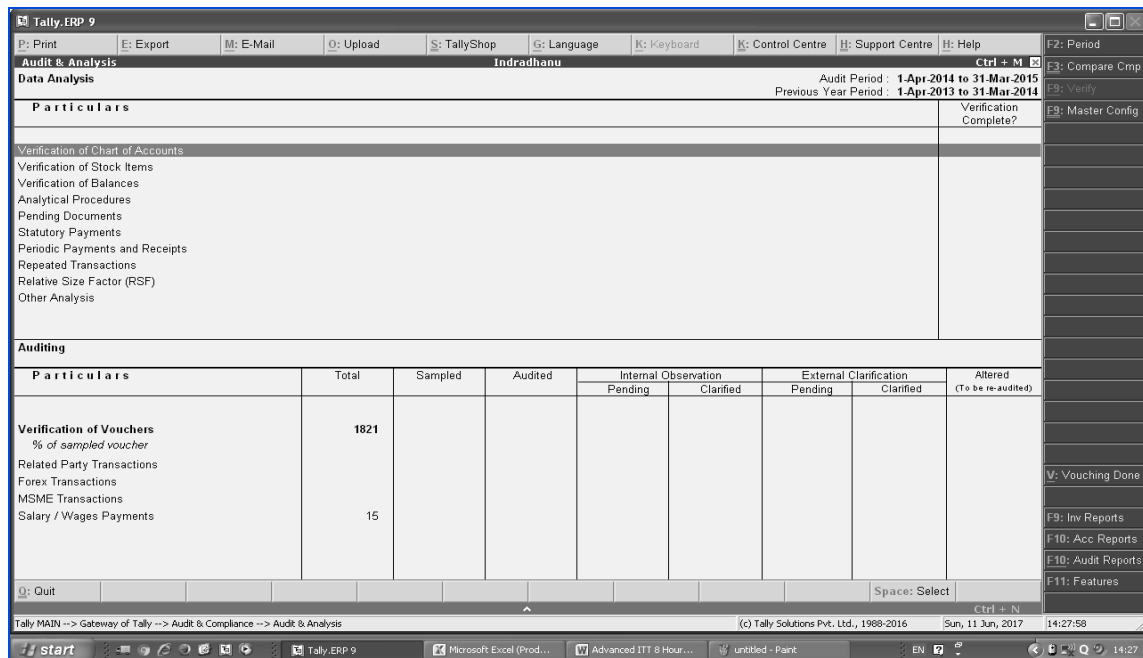 Tally.ERP 9
P: Print E: Export M: E-Mail O: Upload S: TallyShop G: Language K: Keyboard K: Control Centre H: Support Centre H: Help
Audit & Analysis Indradhanu Ctrl + M
Data Analysis Audit Period : 1-Apr-2014 to 31-Mar-2015
Previous Year Period : 1-Apr-2013 to 31-Mar-2014
Particulars Verification
Complete?
Verification of Chart of Accounts
Verification of Stock Items
Verification of Balances
Analytical Procedures
Pending Documents
Statutory Payments
Periodic Payments and Receipts
Repeated Transactions
Relative Size Factor (RSF)
Other Analysis
Auditing
Particulars Total Sampled Audited Internal Observation External Clarification Altered
Pending Clarified Pending Clarified (To be re-audited)
Verification of Vouchers 1821
% of sampled voucher
Related Party Transactions
Forex Transactions
MSME Transactions
Salary / Wages Payments 15
Q: Quit Space: Select
Ctrl + N
Tally MAIN --> Gateway of Tally --> Audit & Compliance --> Audit & Analysis (c) Tally Solutions Pvt. Ltd., 1988-2016 Sun, 11 Jun, 2017 14:27:58
F2: Period
F3: Compare Cmp
F9: Verify
F9: Master Config
V: Vouching Done
F9: Inv Reports
F10: Acc Reports
F10: Audit Reports
F11: Features
start Tally.ERP 9 Microsoft Excel (Prod... Advanced ITT 8 Hour... untitled - Paint EN 14:27